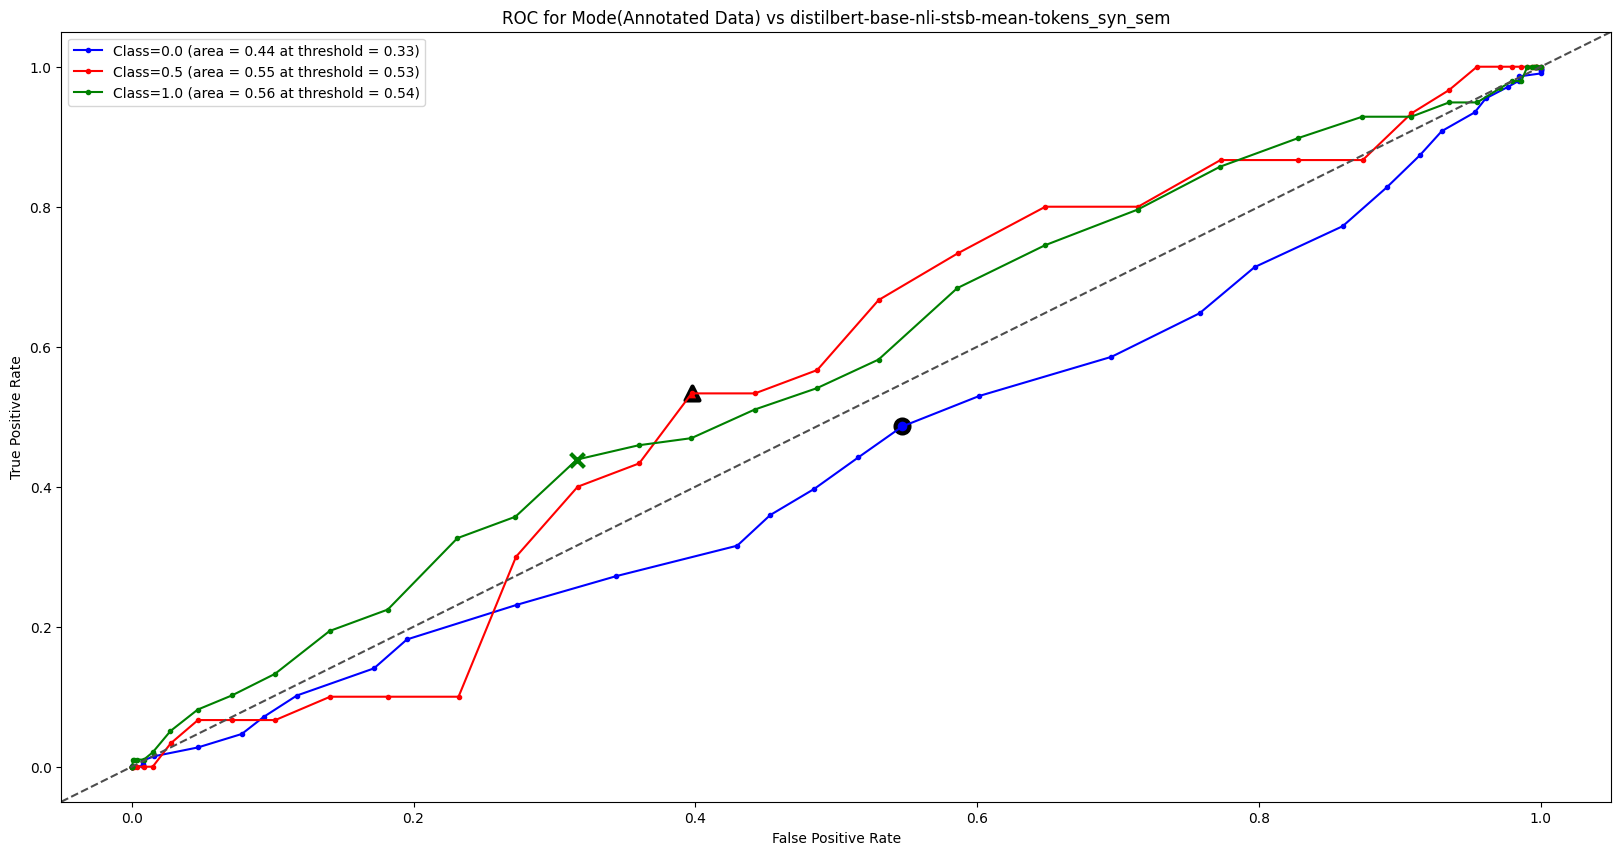 ROC for Mode(Annotated Data) vs distilbert-base-nli-stsb-mean-tokens_syn_sem
Class=0.0 (area = 0.44 at threshold = 0.33)
Class=0.5 (area = 0.55 at threshold = 0.53)
Class=1.0 (area = 0.56 at threshold = 0.54)
True Positive Rate
1.0
0.8
0.6
0.4
0.2
0.0
0.0 0.2 0.4 0.6 0.8 1.0
False Positive Rate